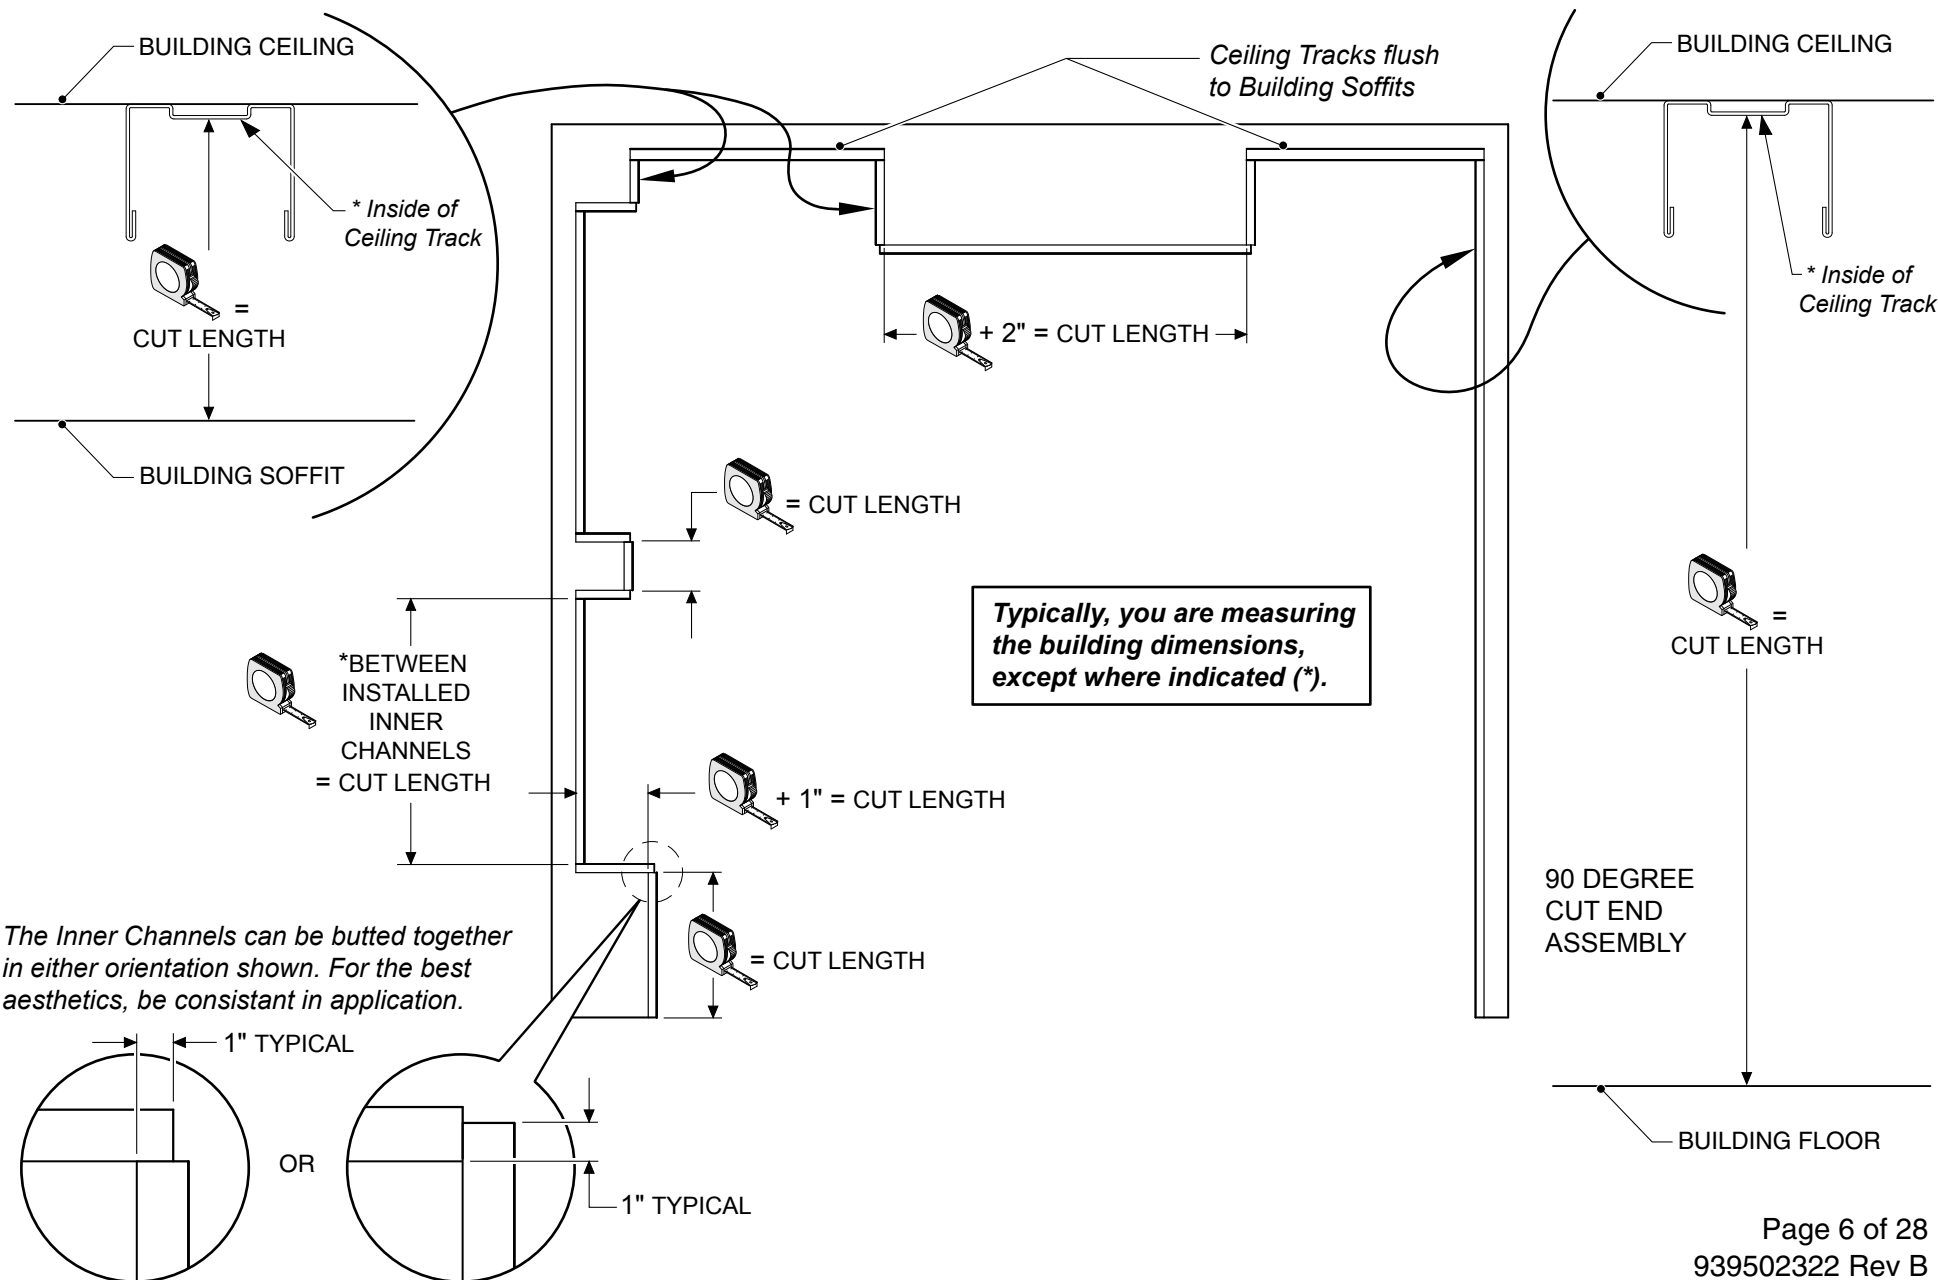 BUILDING CEILING
* Inside of
Ceiling Track
=
CUT LENGTH
BUILDING SOFFIT
Ceiling Tracks flush
to Building Soffits
BUILDING CEILING
* Inside of
Ceiling Track
+ 2" = CUT LENGTH
= CUT LENGTH
Typically, you are measuring
the building dimensions,
except where indicated (*).
=
CUT LENGTH
*BETWEEN
INSTALLED
INNER
CHANNELS
= CUT LENGTH
+ 1" = CUT LENGTH
= CUT LENGTH
90 DEGREE
CUT END
ASSEMBLY
The Inner Channels can be butted together
in either orientation shown. For the best
aesthetics, be consistant in application.
1" TYPICAL
OR
1" TYPICAL
BUILDING FLOOR
Page 6 of 28
939502322 Rev B